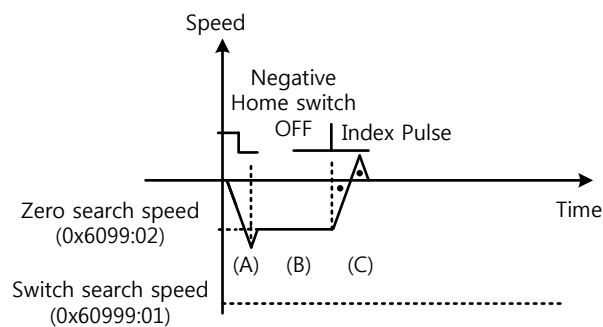 Speed
Negative
Home switch
OFF
Index Pulse
Zero search speed
(0x6099:02)
Time
(A)
(B)
(C)
Switch search speed
(0x60999:01)